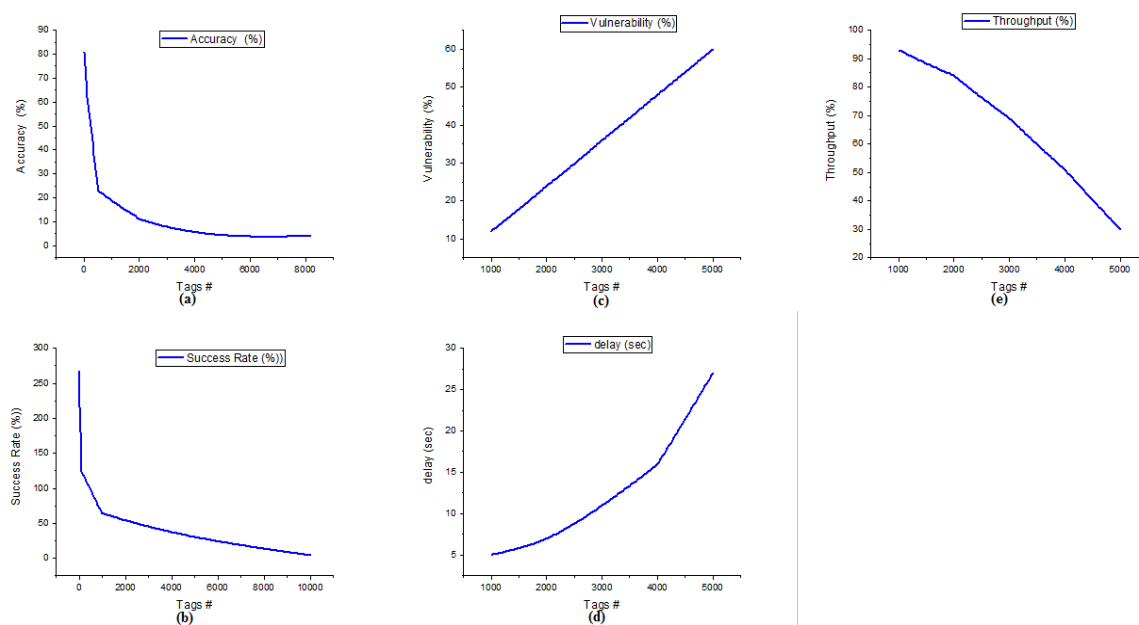 Accuracy (%)
90
80
70
60
50
40
30
20
10
0
Accuracy (%)
0 2000 4000 6000 8000
Tags #
(a)
Vulnerability (%)
60
50
40
30
20
10
Vulnerability (%)
1000 2000 3000 4000 5000
Tags #
(c)
Throughput (%)
100
90
80
70
60
50
40
30
20
Throughput (%)
1000 2000 3000 4000 5000
Tags #
(e)
Success Rate (%))
300
250
200
150
100
50
0
Success Rate (%))
0 2000 4000 6000 8000 10000
Tags #
(b)
delay (sec)
30
25
20
15
10
5
delay (sec)
1000 2000 3000 4000 5000
Tags #
(d)